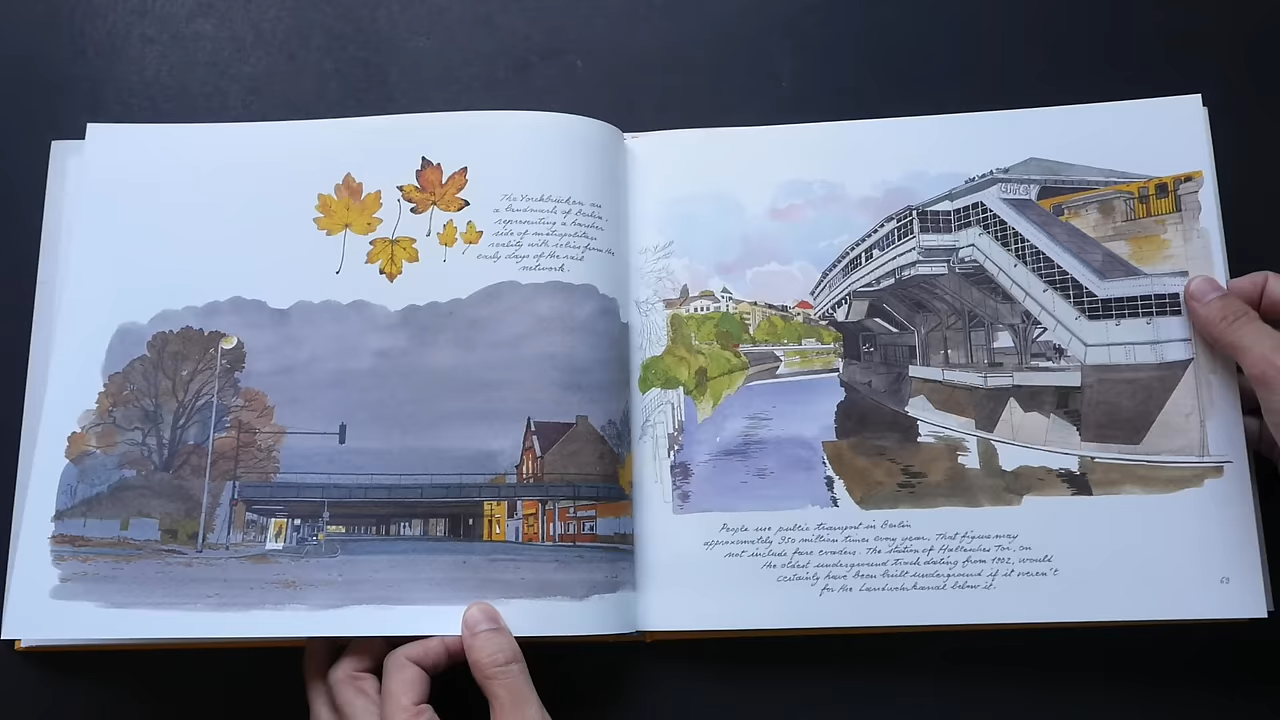 The Yorckbrücken are
a landmark of Berlin,
representing a harsher
side of metropolitan
reality with relics from the
early days of the rail
network.
People use public transport in Berlin
approximately 950 million times every year. That figure may
not include fare evaders. The station of Hallesches Tor, on
the oldest underground track dating from 1902, would
certainly have been built underground if it weren't
for the Landwehrkanal below it.
69